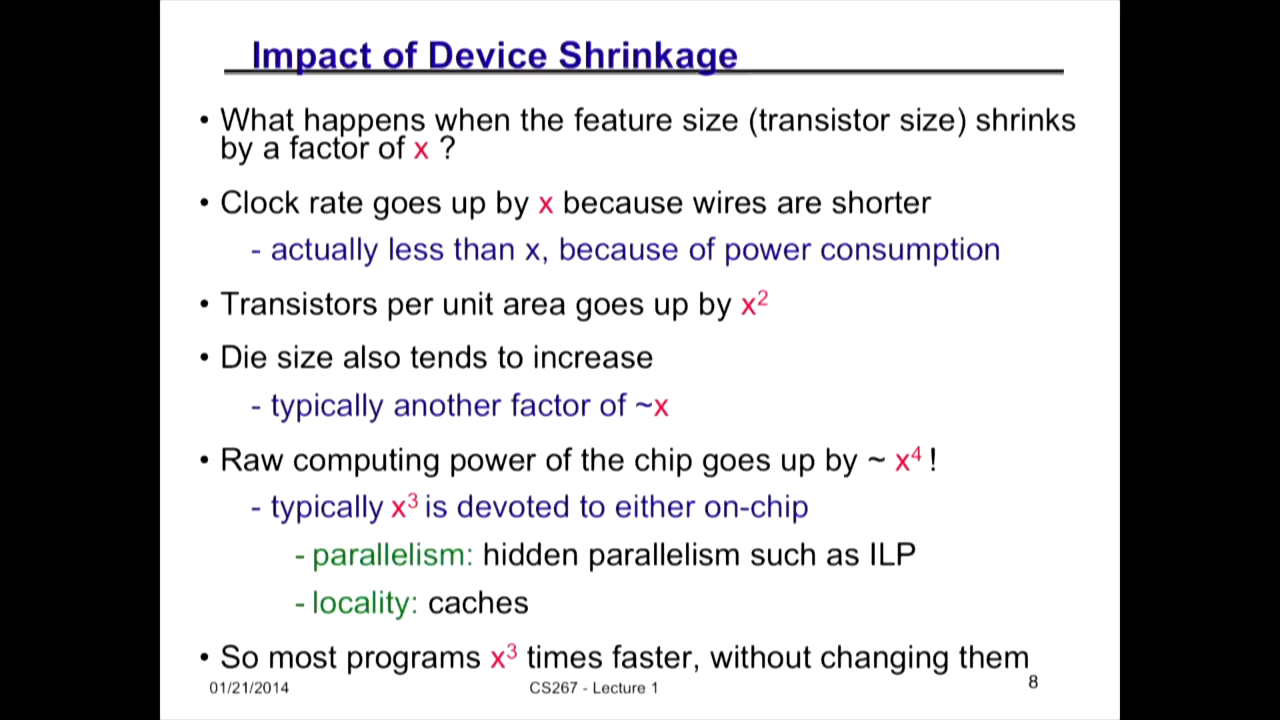 Impact of Device Shrinkage
• What happens when the feature size (transistor size) shrinks
by a factor of x ?
• Clock rate goes up by x because wires are shorter
- actually less than x, because of power consumption
• Transistors per unit area goes up by x²
• Die size also tends to increase
- typically another factor of ~x
• Raw computing power of the chip goes up by ~ x⁴ !
- typically x³ is devoted to either on-chip
- parallelism: hidden parallelism such as ILP
- locality: caches
• So most programs x³ times faster, without changing them
01/21/2014 CS267 - Lecture 1 8